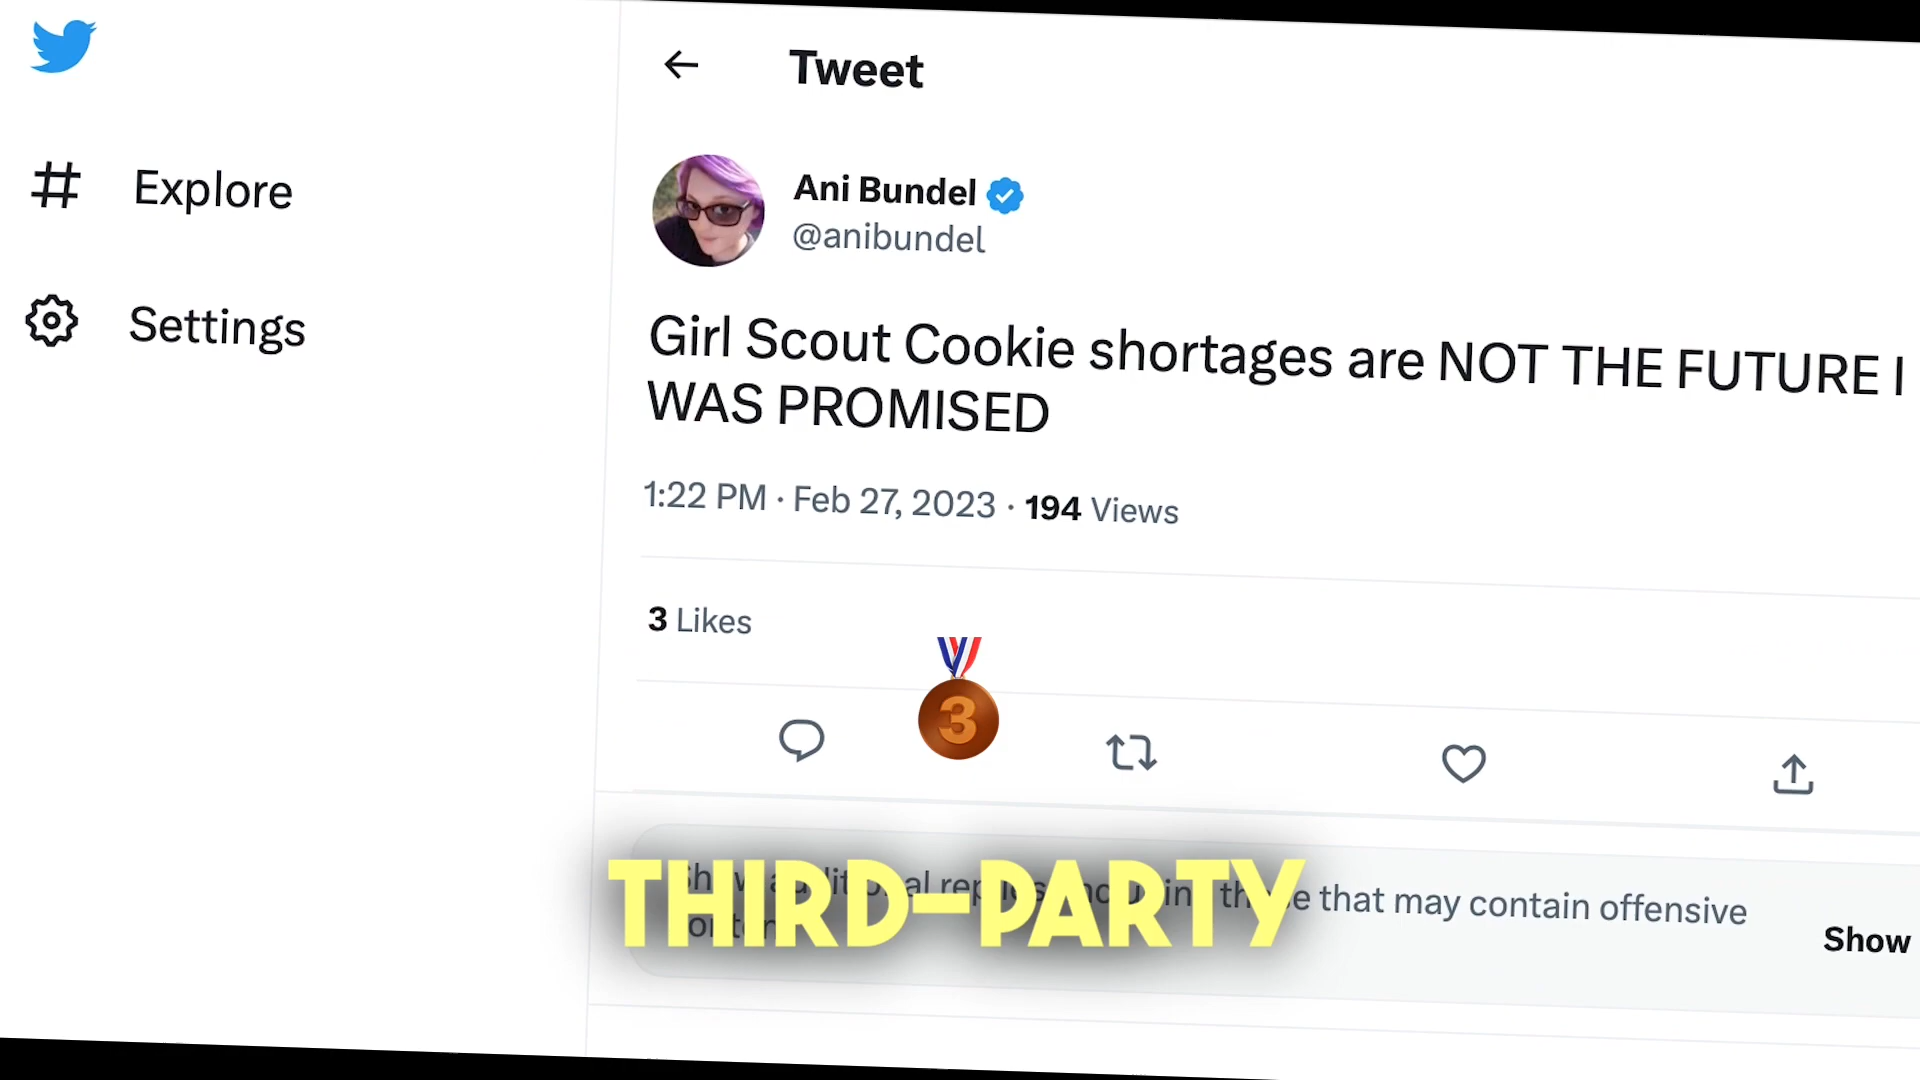 Tweet
Explore
Settings
Ani Bundel
@anibundel
Girl Scout Cookie shortages are NOT THE FUTURE I
WAS PROMISED
1:22 PM · Feb 27, 2023 · 194 Views
3 Likes
3
THIRD-PARTY
that may contain offensive
Show